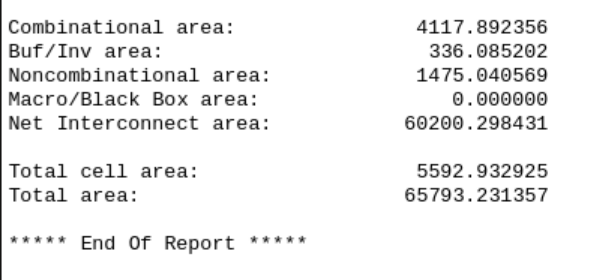 Combinational area: 4117.892356
Buf/Inv area: 336.085202
Noncombinational area: 1475.040569
Macro/Black Box area: 0.000000
Net Interconnect area: 60200.298431
Total cell area: 5592.932925
Total area: 65793.231357
***** End Of Report *****